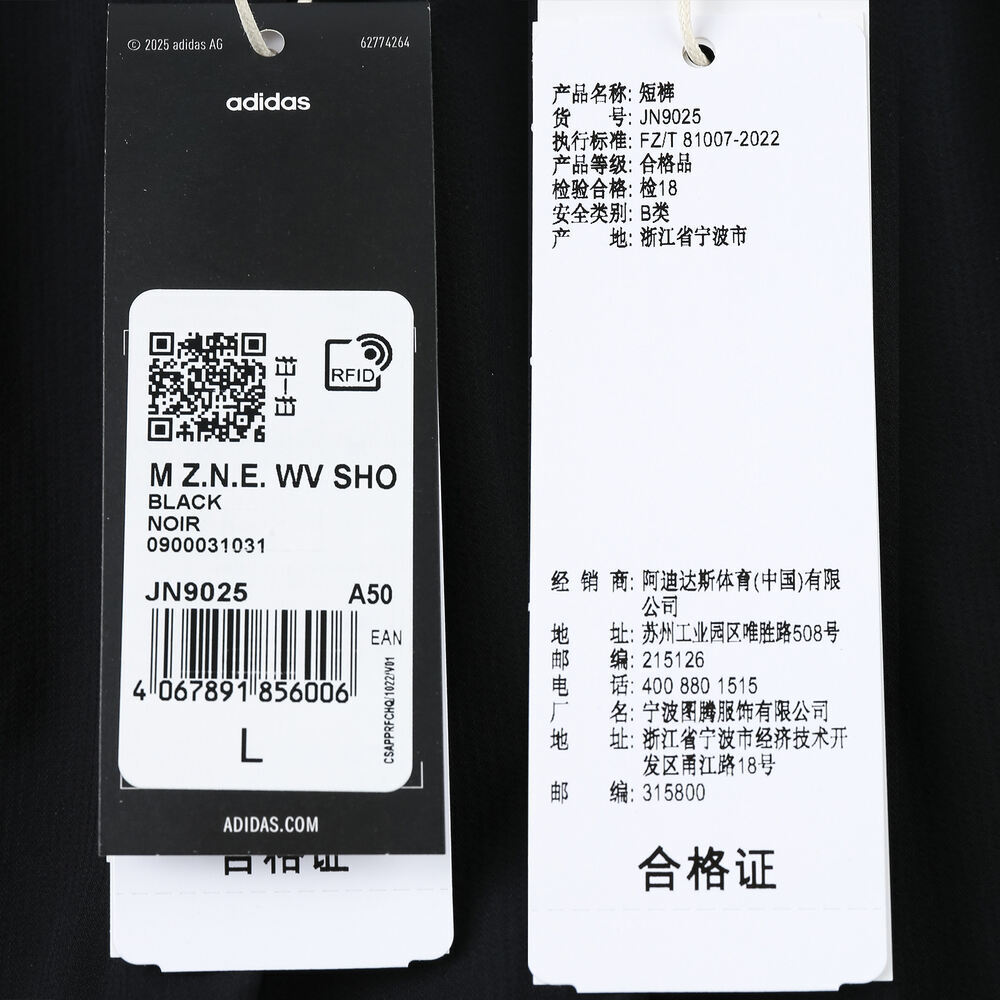 © 2025 adidas AG
62774264
adidas
扫一扫
RFID
M Z.N.E. WV SHO
BLACK
NOIR
0900031031
JN9025 A50
EAN
4 067891 856006
CSAPPRFCHQ/1022/V01
L
ADIDAS.COM
合格证
产品名称: 短裤
货 号: JN9025
执行标准: FZ/T 81007-2022
产品等级: 合格品
检验合格: 检18
安全类别: B类
产 地: 浙江省宁波市
经 销 商: 阿迪达斯体育(中国)有限
公司
地 址: 苏州工业园区唯胜路508号
邮 编: 215126
电 话: 400 880 1515
厂 名: 宁波图腾服饰有限公司
地 址: 浙江省宁波市经济技术开
发区甬江路18号
邮 编: 315800
合格证